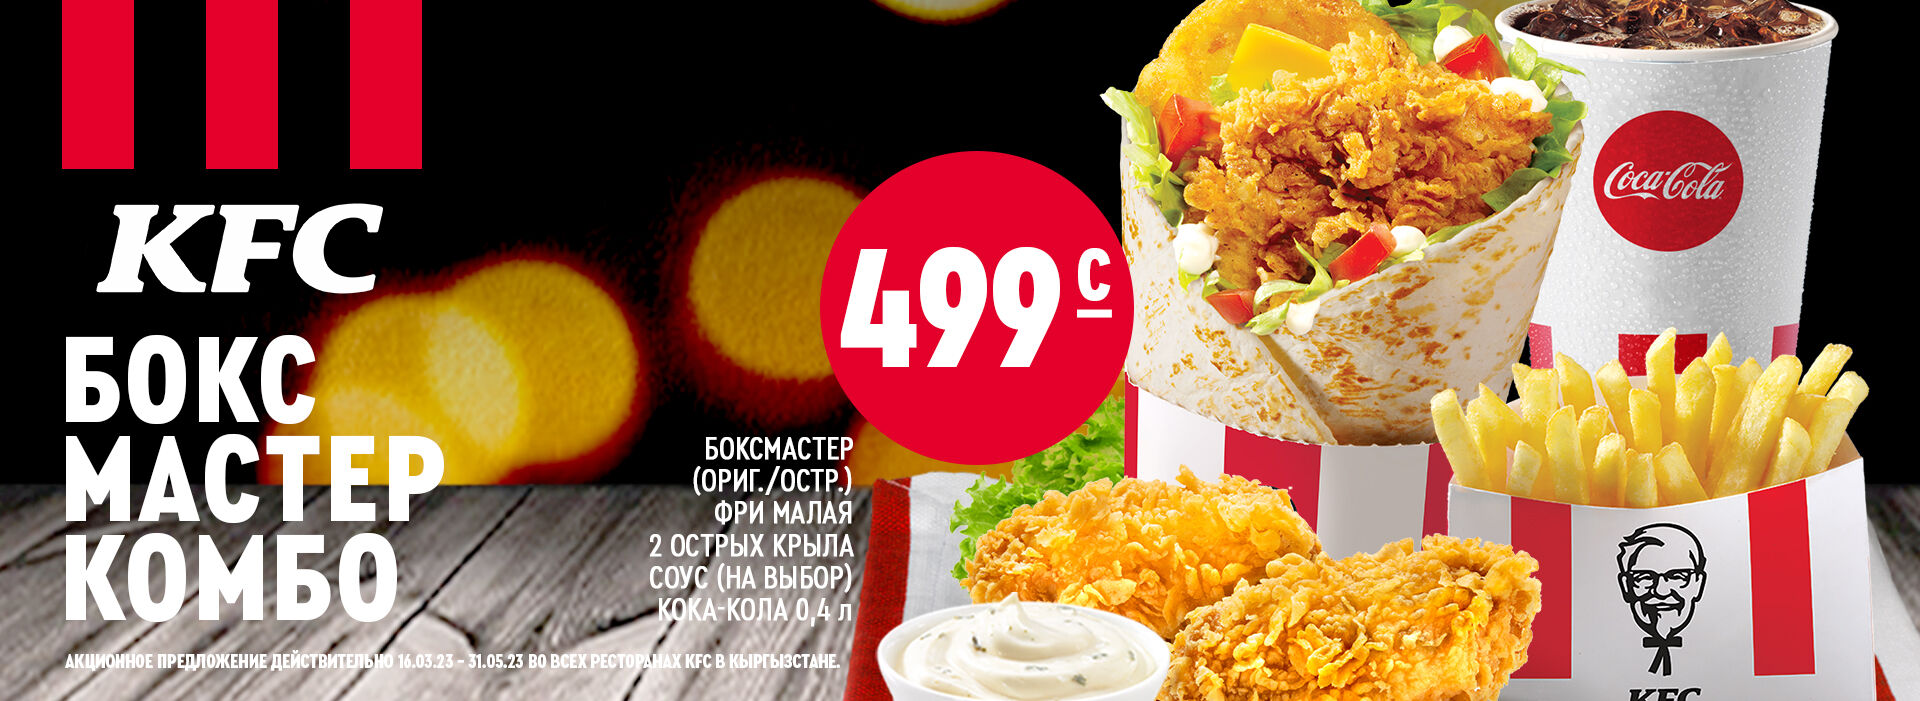 KFC
БОКС
МАСТЕР
КОМБО
499 с
БОКСМАСТЕР
(ОРИГ./ОСТР.)
ФРИ МАЛАЯ
2 ОСТРЫХ КРЫЛА
СОУС (НА ВЫБОР)
КОКА-КОЛА 0,4 л
АКЦИОННОЕ ПРЕДЛОЖЕНИЕ ДЕЙСТВИТЕЛЬНО 16.03.23 - 31.05.23 ВО ВСЕХ РЕСТОРАНАХ KFC В КЫРГЫЗСТАНЕ.
Coca-Cola
KFC